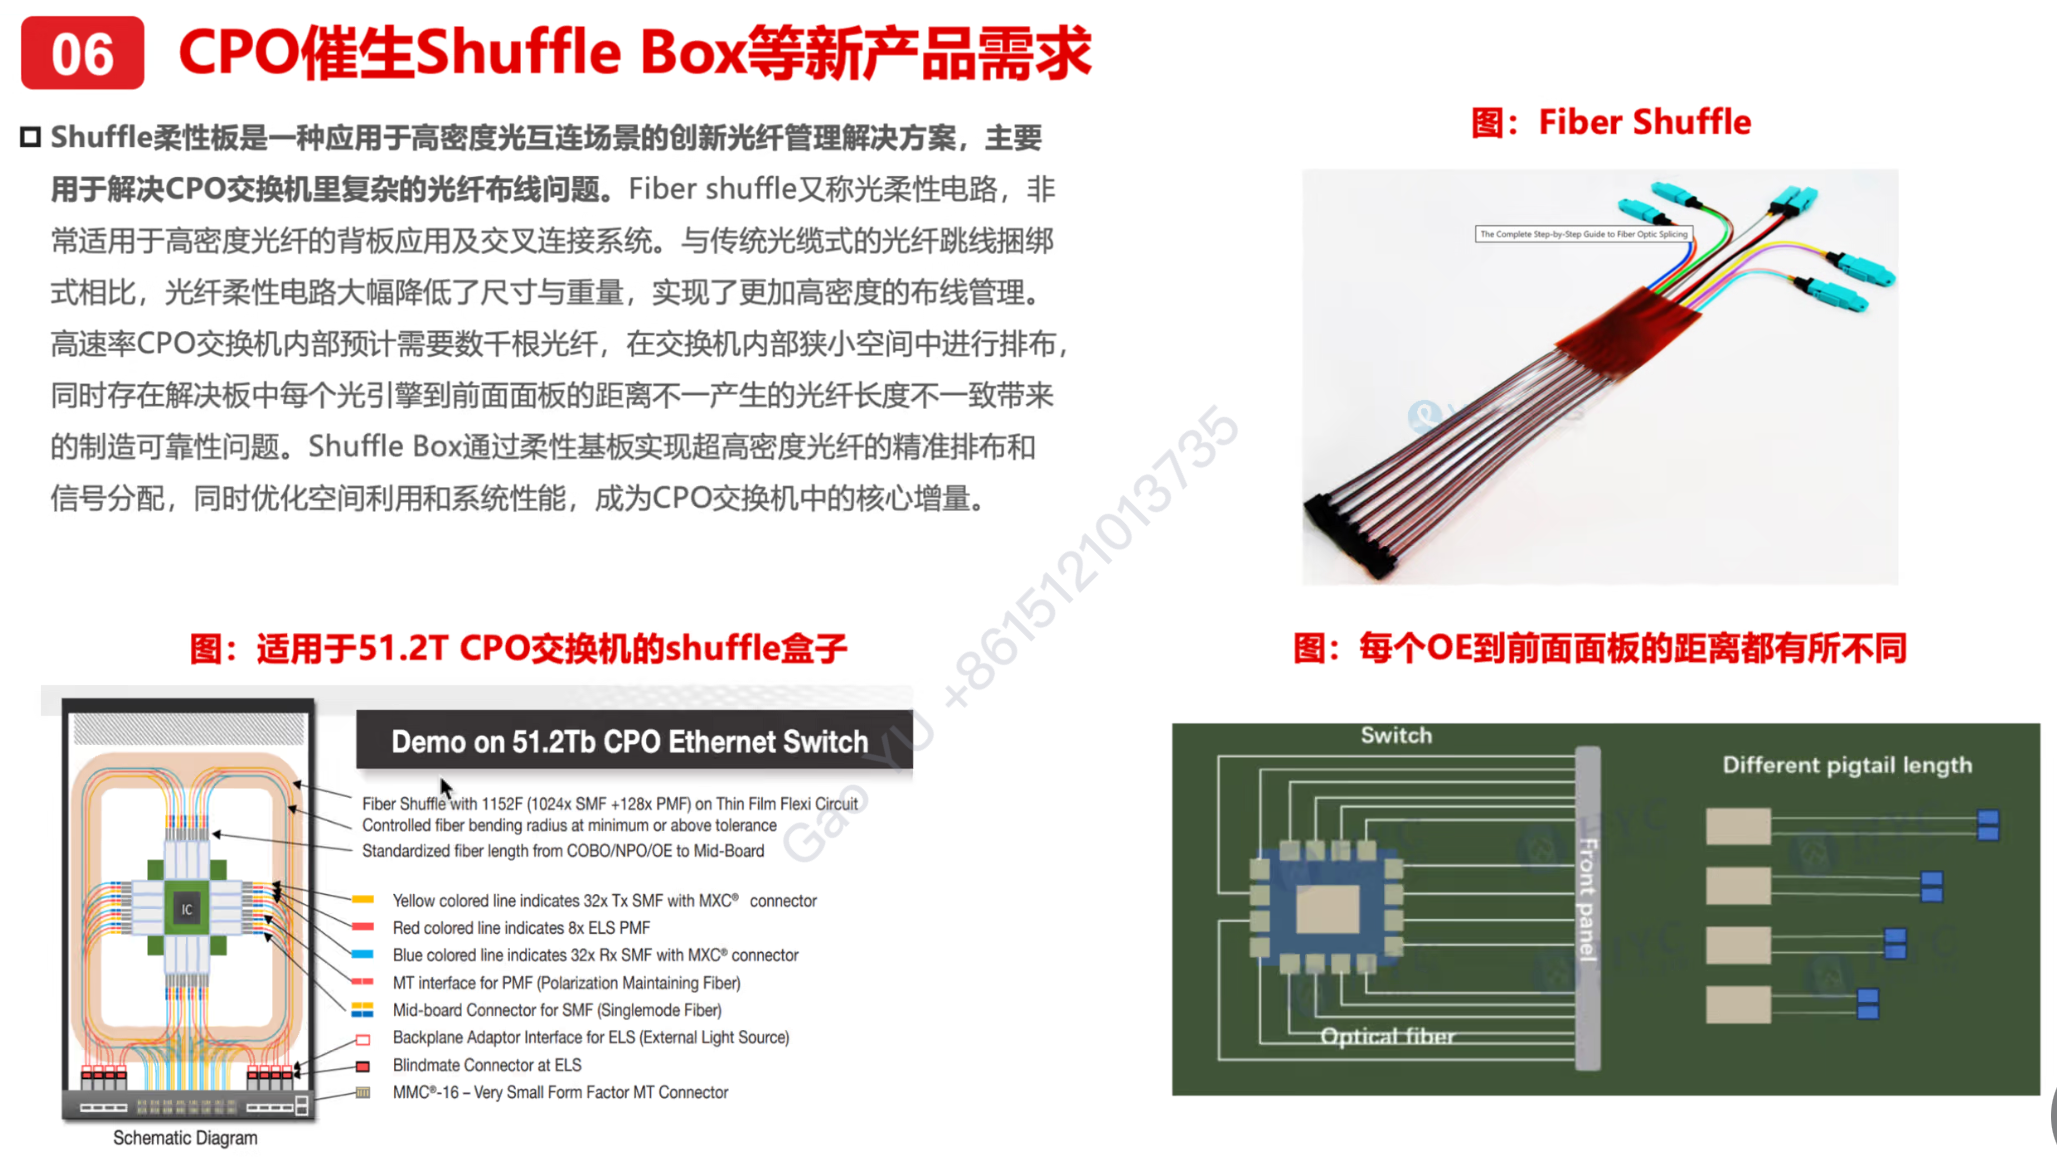 06
CPO催生Shuffle Box等新产品需求
Shuffle柔性板是一种应用于高密度光互连场景的创新光纤管理解决方案，主要
用于解决CPO交换机里复杂的光纤布线问题。Fiber shuffle又称光柔性电路，非
常适用于高密度光纤的背板应用及交叉连接系统。与传统光缆式的光纤跳线捆绑
式相比，光纤柔性电路大幅降低了尺寸与重量，实现了更加高密度的布线管理。
高速率CPO交换机内部预计需要数千根光纤，在交换机内部狭小空间中进行排布，
同时存在解决板中每个光引擎到前面面板的距离不一产生的光纤长度不一致带来
的制造可靠性问题。Shuffle Box通过柔性基板实现超高密度光纤的精准排布和
信号分配，同时优化空间利用和系统性能，成为CPO交换机中的核心增量。
图：Fiber Shuffle
The Complete Step-by-Step Guide to Fiber Optic Splicing
图：适用于51.2T CPO交换机的shuffle盒子
Demo on 51.2Tb CPO Ethernet Switch
Fiber Shuffle with 1152F (1024x SMF +128x PMF) on Thin Film Flexi Circuit
Controlled fiber bending radius at minimum or above tolerance
Standardized fiber length from COBO/NPO/OE to Mid-Board
IC
Yellow colored line indicates 32x Tx SMF with MXC® connector
Red colored line indicates 8x ELS PMF
Blue colored line indicates 32x Rx SMF with MXC® connector
MT interface for PMF (Polarization Maintaining Fiber)
Mid-board Connector for SMF (Singlemode Fiber)
Backplane Adaptor Interface for ELS (External Light Source)
Blindmate Connector at ELS
MMC®-16 – Very Small Form Factor MT Connector
Schematic Diagram
图：每个OE到前面面板的距离都有所不同
Switch
Front panel
Optical fiber
Different pigtail length
HYC
Gao YU +8615121013735